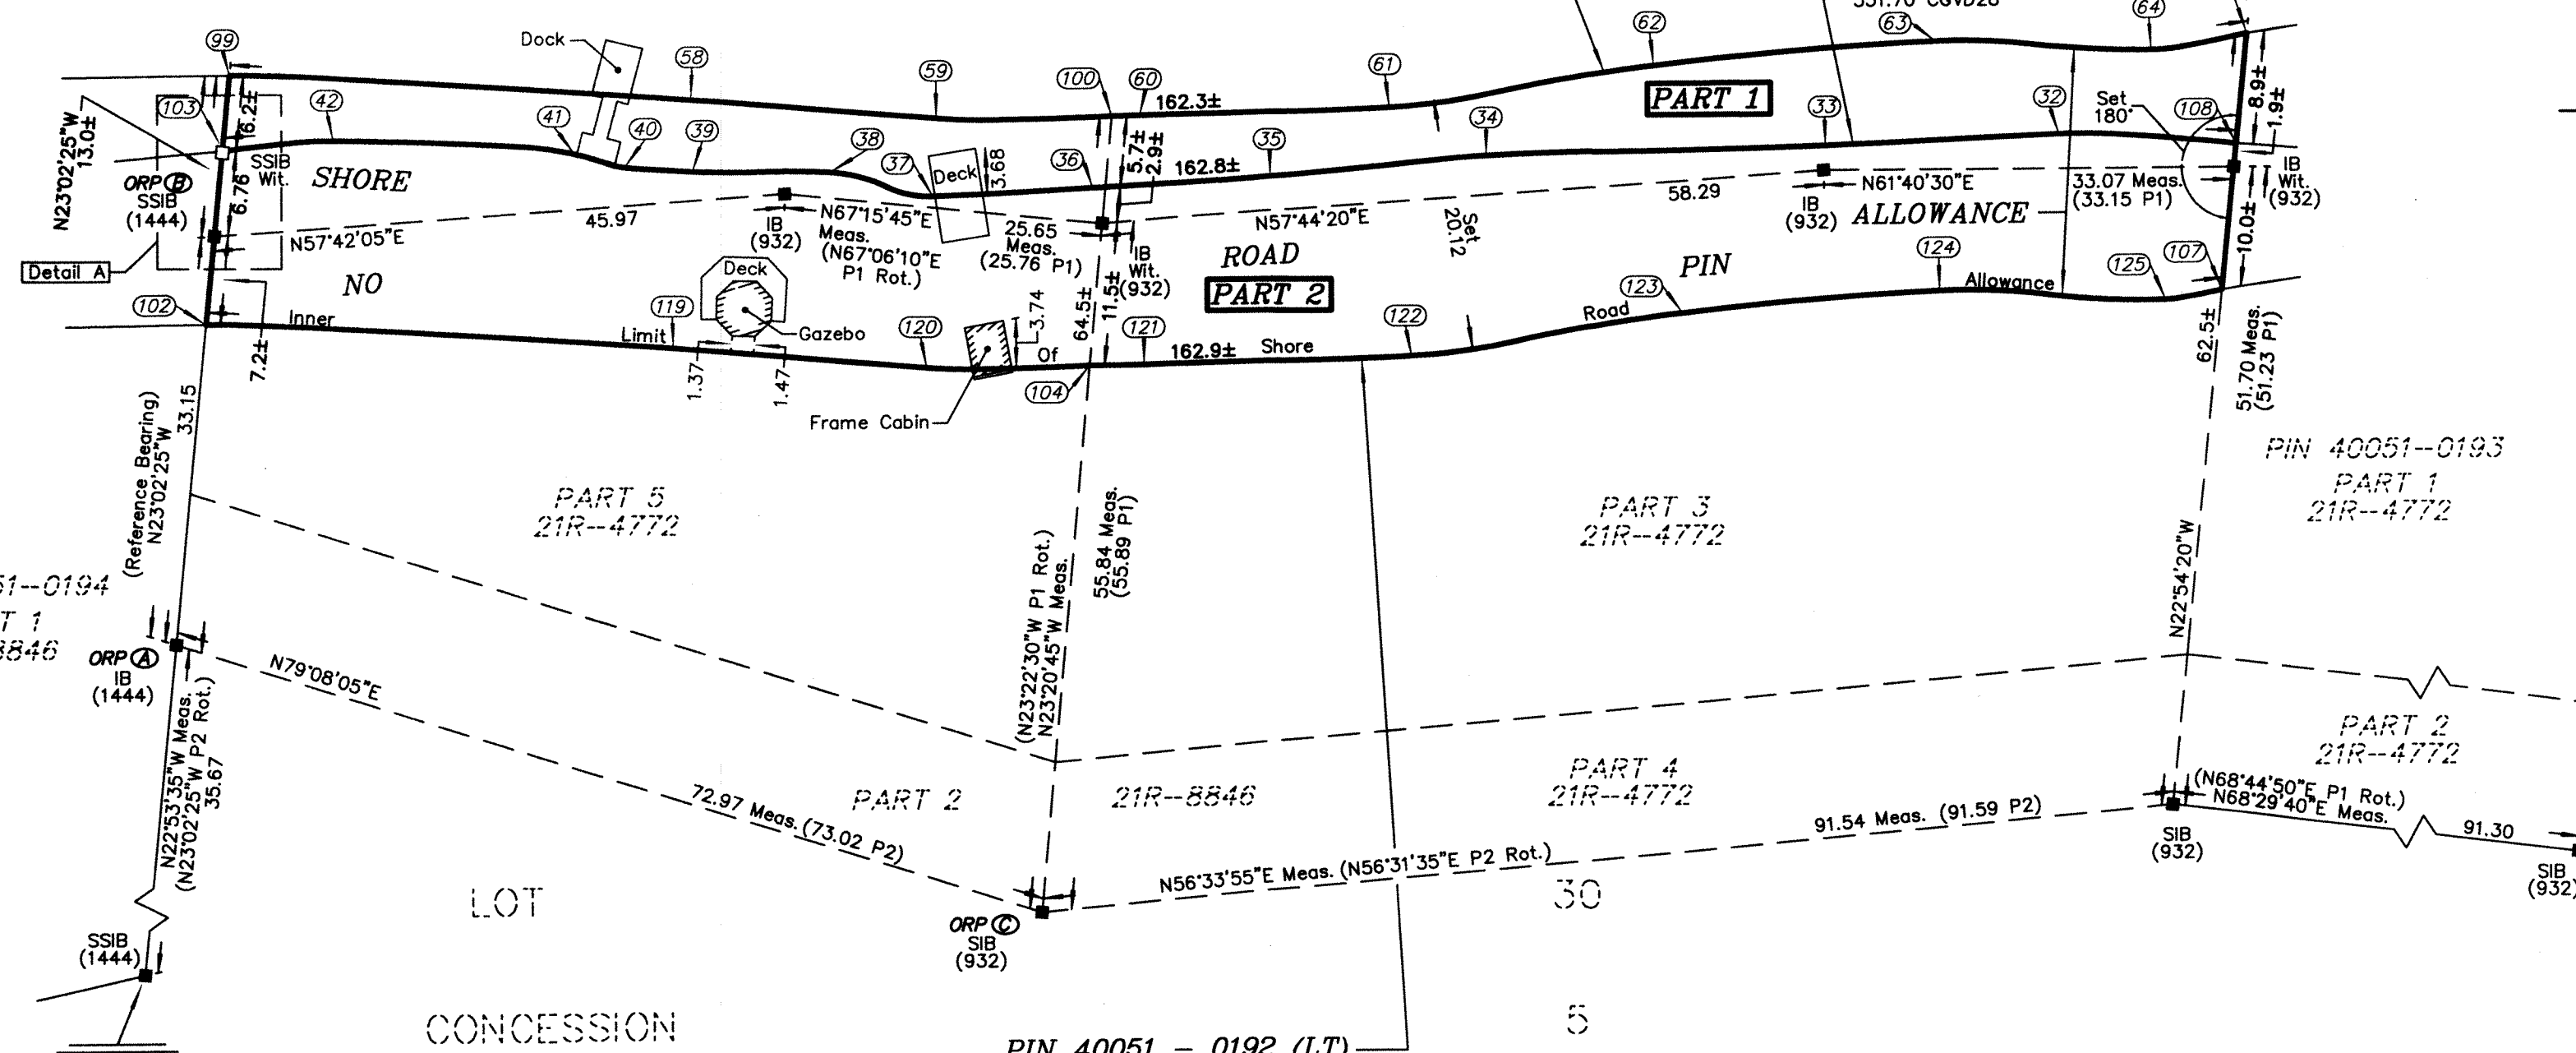 331.70 CGVD28
62
63
64
Dock
99
58
59
100
60
61
162.3±
PART 1
8.9±
1.9±
Set
180°
108
32
33
34
35
36
37
38
39
40
41
42
103
6.2±
N23°02'25"W
13.0±
SSIB
Wit.
SHORE
ORP B
SSIB
(1444)
6.76
N57°42'05"E
45.97
IB
(932)
N67°15'45"E
Meas.
(N67°06'10"E
P1 Rot.)
Deck
3.68
25.65
Meas.
(25.76 P1)
5.7±
2.9±
162.8±
IB
Wit.
(932)
N57°44'20"E
58.29
Set
20.12
IB
(932)
N61°40'30"E
ALLOWANCE
33.07 Meas.
(33.15 P1)
IB
Wit.
(932)
10.0±
Detail A
NO
ROAD
PIN
PART 2
Deck
Gazebo
102
Inner
7.2±
119
Limit
1.37
1.47
120
3.74
Of
64.5±
11.5±
121
104
162.9±
Shore
122
Road
123
124
Allowance
125
107
Frame Cabin
62.5±
51.70 Meas.
(51.23 P1)
33.15
(Reference Bearing)
N23°02'25"W
PART 5
21R--4772
PART 3
21R--4772
PIN 40051--0193
PART 1
21R--4772
55.84 Meas.
(55.89 P1)
(N23°22'30"W P1 Rot.)
N23°20'45"W Meas.
N22°54'20"W
51--0194
T 1
8846
ORP A
IB
(1444)
N79°08'05"E
N22°53'35"W Meas.
(N23°02'25"W P2 Rot.)
35.67
72.97 Meas. (73.02 P2)
PART 2
21R--8846
PART 4
21R--4772
PART 2
21R--4772
(N68°44'50"E P1 Rot.)
N68°29'40"E Meas.
91.54 Meas. (91.59 P2)
SIB
(932)
91.30
SIB
(932)
N56°33'55"E Meas. (N56°31'35"E P2 Rot.)
LOT
30
ORP C
SIB
(932)
SSIB
(1444)
CONCESSION
5
PIN 40051 - 0192 (LT)